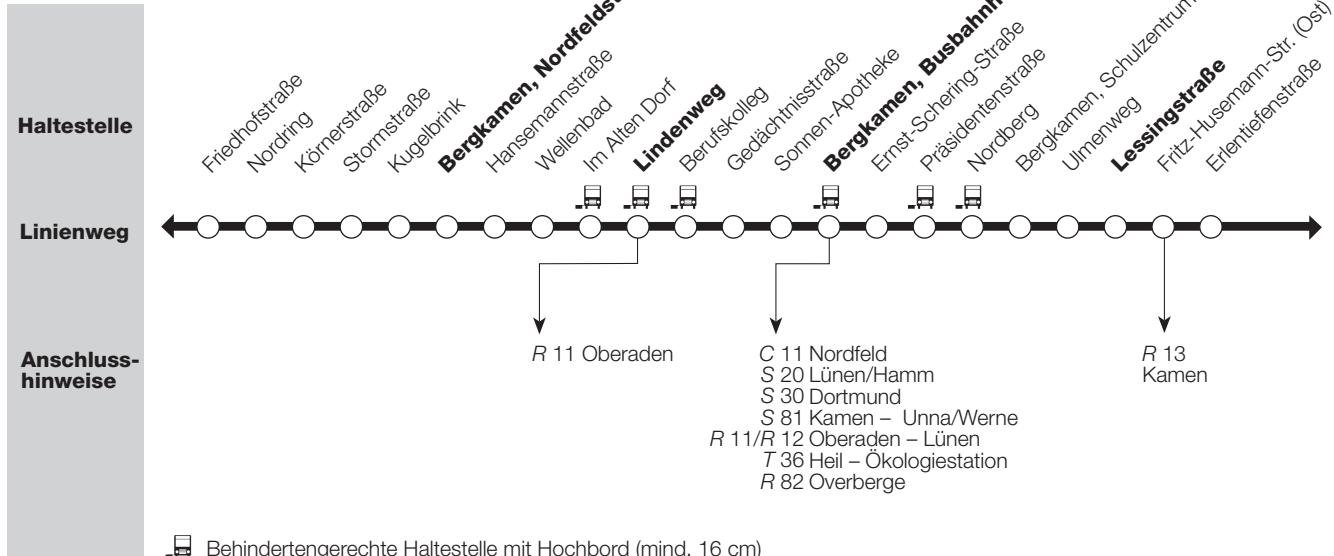 Haltestelle
Friedhofstraße
Nordring
Körnerstraße
Stormstraße
Kugelbrink
Bergkamen,
Hansemannstraße
Wellenbad
Im Alten Dorf
Lindenweg
Berufskolleg
Gedächtnisstraße
Sonnen-Apotheke
Bergkamen,
Ernst-Schering-Straße
Präsidentenstraße
Nordberg
Bergkamen, Schulzentrum
Ulmenweg
Lessingstraße
Fritz-Husemann-Str. (Ost)
Erlentiefenstraße
Linienweg
Anschluss-
hinweise
R 11 Oberaden
C 11 Nordfeld
S 20 Lünen/Hamm
S 30 Dortmund
S 81 Kamen – Unna/Werne
R 11/R 12 Oberaden – Lünen
T 36 Heil – Ökologiestation
R 82 Overberge
R 13
Kamen
Behindertengerechte Haltestelle mit Hochbord (mind. 16 cm)